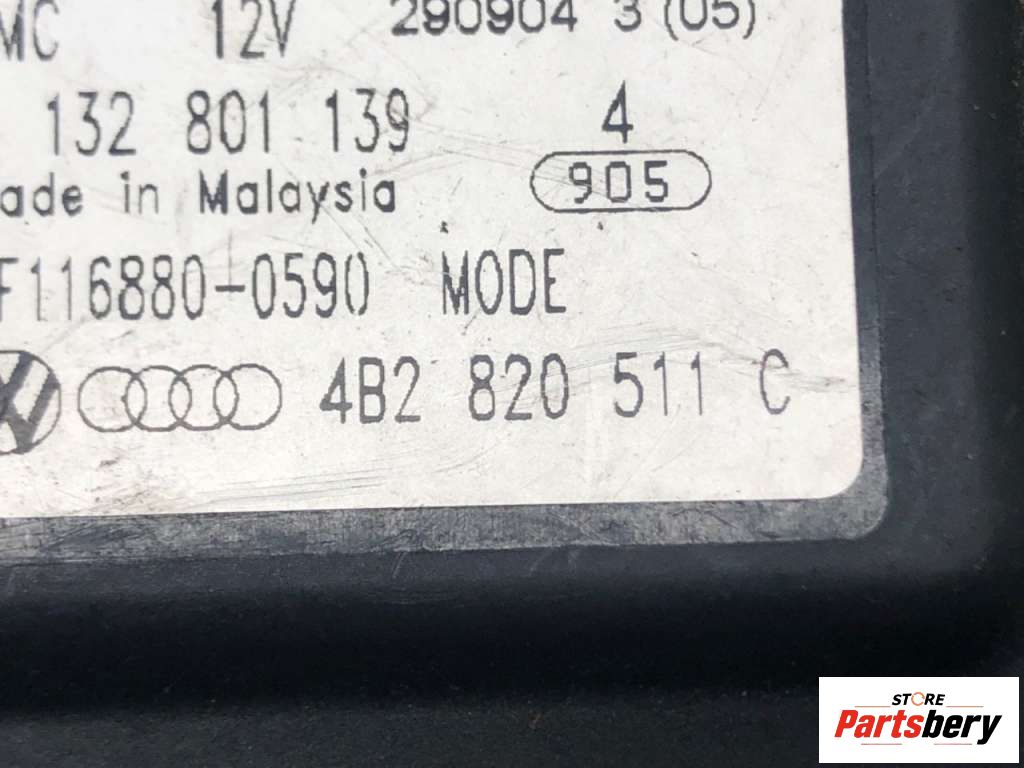 MC 12V 290904 3 (05)
132 801 139 4
ade in Malaysia 905
F116880-0590 MODE
4B2 820 511 C
STORE
Partsbery